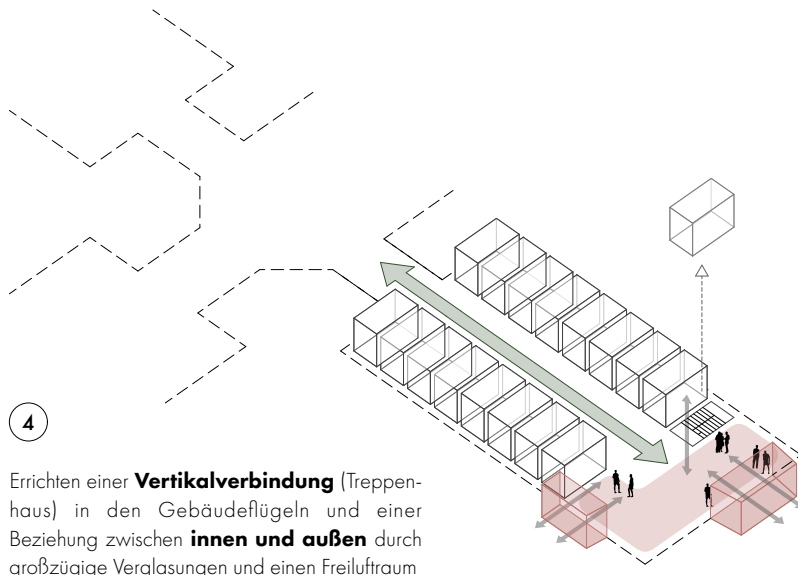 4
Errichten einer Vertikalverbindung (Treppen-
haus) in den Gebäudeflügeln und einer
Beziehung zwischen innen und außen durch
großzügige Verglasungen und einen Freiluftraum